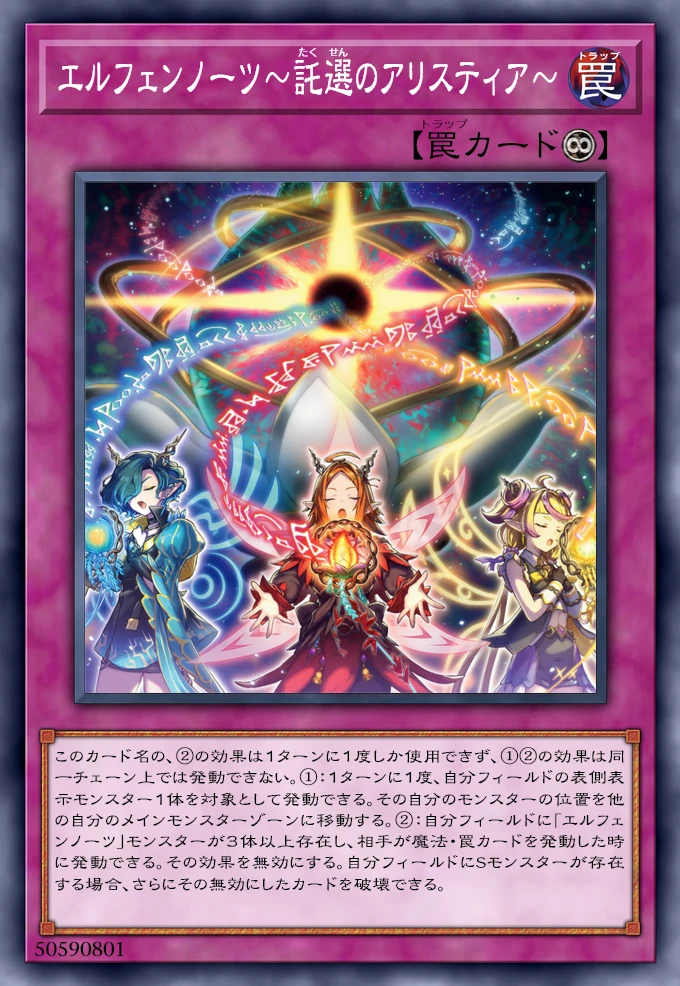 エルフェンノーツ～託選のアリスティア～
たく せん
トラップ
罠
トラップ
【罠カード】
このカード名の、②の効果は１ターンに１度しか使用できず、①②の効果は同
一チェーン上では発動できない。①：１ターンに１度、自分フィールドの表側表
示モンスター１体を対象として発動できる。その自分のモンスターの位置を他
の自分のメインモンスターゾーンに移動する。②：自分フィールドに「エルフェ
ンノーツ」モンスターが３体以上存在し、相手が魔法・罠カードを発動した時
に発動できる。その効果を無効にする。自分フィールドにSモンスターが存在
する場合、さらにその無効にしたカードを破壊できる。
50590801